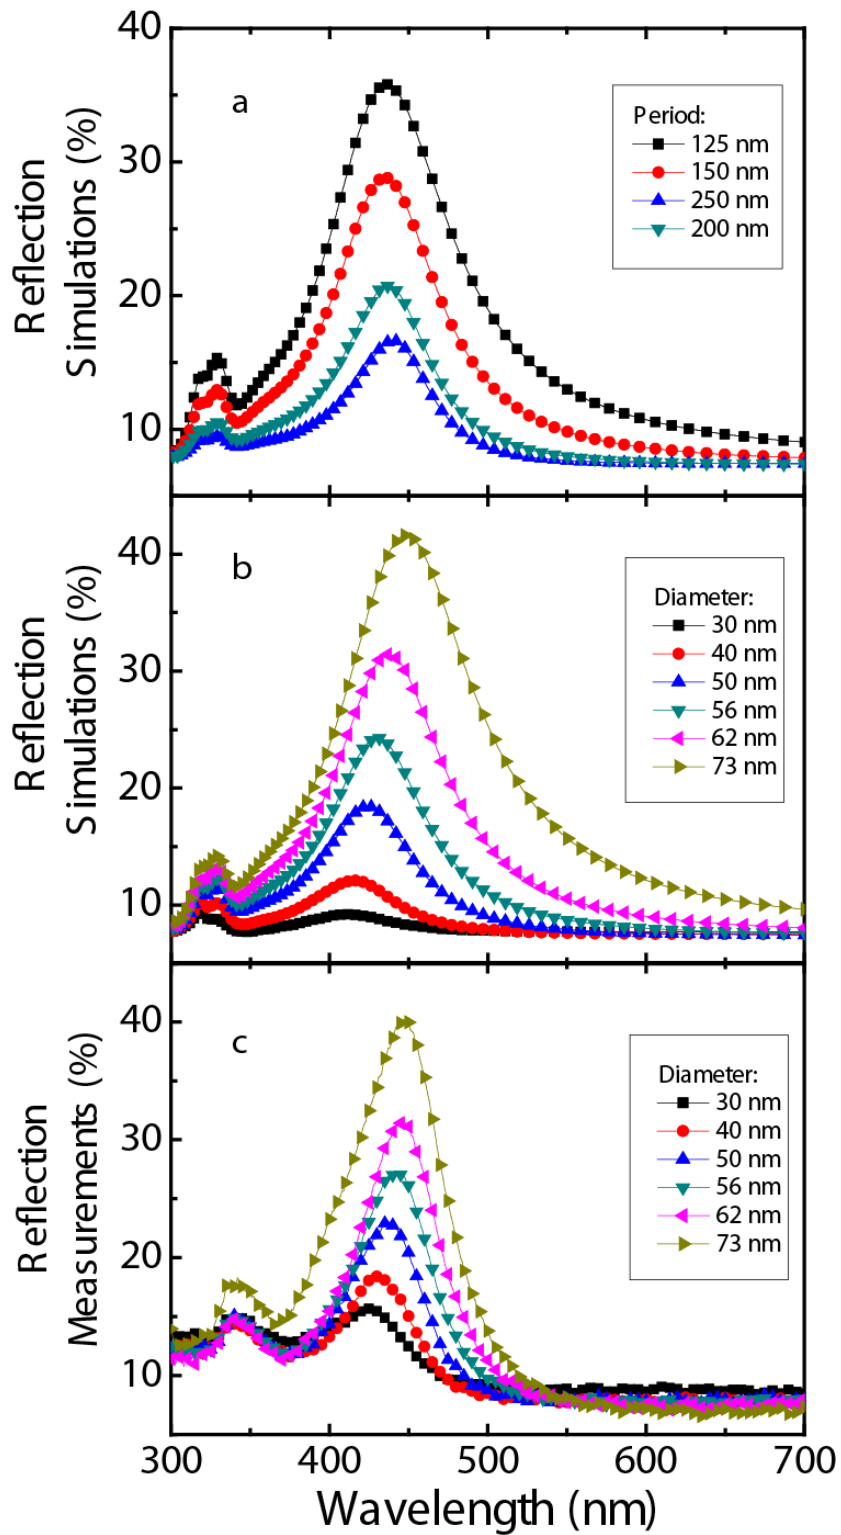 40
30
20
10
Reflection
Simulations (%)
a
Period:
125 nm
150 nm
250 nm
200 nm
40
30
20
10
Reflection
Simulations (%)
b
Diameter:
30 nm
40 nm
50 nm
56 nm
62 nm
73 nm
40
30
20
10
Reflection
Measurements (%)
c
Diameter:
30 nm
40 nm
50 nm
56 nm
62 nm
73 nm
300 400 500 600 700
Wavelength (nm)